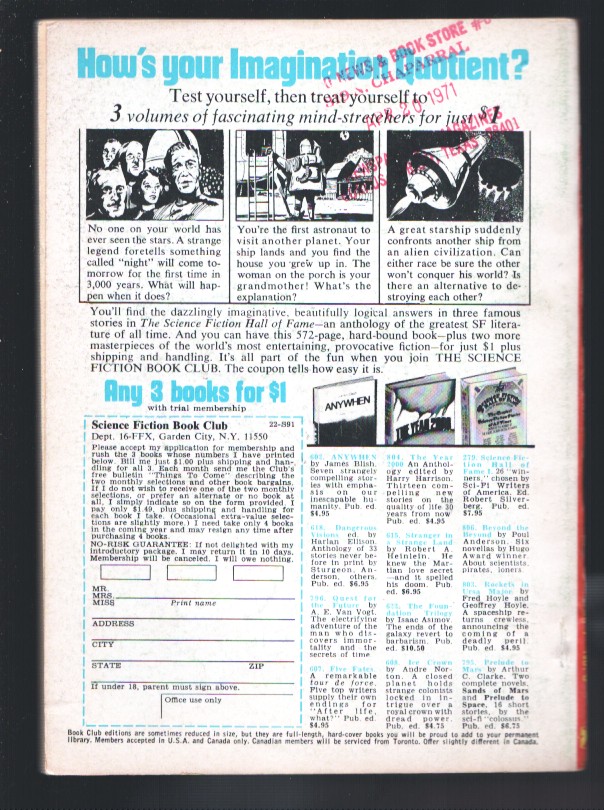 How's your Imagination Quotient?
Test yourself, then treat yourself to
3 volumes of fascinating mind-stretchers for just $1
NEWS & BOOK STORE
CHAPARRAL
APR 20 1971
MAGAZINES
TEXAS
No one on your world has
ever seen the stars. A strange
legend foretells something
called "night" will come to-
morrow for the first time in
3,000 years. What will hap-
pen when it does?
You're the first astronaut to
visit another planet. Your
ship lands and you find the
house you grew up in. The
woman on the porch is your
grandmother! What's the
explanation?
A great starship suddenly
confronts another ship from
an alien civilization. Can
either race be sure the other
won't conquer his world? Is
there an alternative to de-
stroying each other?
You'll find the dazzlingly imaginative, beautifully logical answers in three famous
stories in The Science Fiction Hall of Fame—an anthology of the greatest SF litera-
ture of all time. And you can have this 572-page, hard-bound book—plus two more
masterpieces of the world's most entertaining, provocative fiction—for just $1 plus
shipping and handling. It's all part of the fun when you join THE SCIENCE
FICTION BOOK CLUB. The coupon tells how easy it is.
Any 3 books for $1
with trial membership
ANYWHEN
THE YEAR 2000
Science Fiction Book Club 22-S91
Dept. 16-FFX, Garden City, N.Y. 11550
Please accept my application for membership and
rush the 3 books whose numbers I have printed
below. Bill me just $1.00 plus shipping and han-
dling for all 3. Each month send me the Club's
free bulletin "Things To Come" describing the
two monthly selections and other book bargains.
If I do not wish to receive one of the two monthly
selections, or prefer an alternate or no book at
all, I simply indicate so on the form provided. I
pay only $1.49, plus shipping and handling for
each book I take. (Occasional extra-value selec-
tions are slightly more.) I need take only 4 books
in the coming year and may resign any time after
purchasing 4 books.
NO-RISK GUARANTEE: If not delighted with my
introductory package, I may return it in 10 days.
Membership will be canceled. I will owe nothing.
MR.
MRS.
MISS Print name
ADDRESS
CITY
STATE ZIP
If under 18, parent must sign above.
Office use only
ANYWHEN
by James Blish.
Seven strangely
compelling stor-
ies with empha-
sis on our
inescapable hu-
manity. Pub. ed.
$4.95
618. Dangerous
Visions ed. by
Harlan Ellison.
Anthology of 33
stories never be-
fore in print by
Sturgeon, An-
derson, others.
Pub. ed. $6.95
Quest for
the Future by
A. E. Van Vogt.
The electrifying
adventure of the
man who dis-
covers immor-
tality and the
secrets of time.
607. Five Fates.
A remarkable
tour de force.
Five top writers
supply their own
endings for
"After life,
what?" Pub. ed.
$4.95
804. The Year
2000 An Anthol-
ogy edited by
Harry Harrison.
Thirteen com-
pelling new
stories on the
quality of life 30
years from now
Pub. ed. $4.95
615. Stranger in
a Strange Land
by Robert A.
Heinlein. He
knew the Mar-
tian love secret
—and it spelled
his doom. Pub.
ed. $6.95
The Foun-
dation Trilogy
by Isaac Asimov.
The ends of the
galaxy revert to
barbarism. Pub.
ed. $10.50
Ice Crown
by Andre Nor-
ton. A closed
planet holds
strange colonists
locked in in-
trigue over a
royal crown with
dread power.
Pub. ed. $4.75
Science Fic-
tion Hall of
Fame I. 26 "win-
ners," chosen by
Sci-Fi Writers
of America. Ed.
Robert Silver-
berg. Pub. ed.
$7.95
806. Beyond the
Beyond by Poul
Anderson. Six
novellas by Hugo
Award Winner.
About scientists,
pirates, loners.
803. Rockets in
Ursa Major by
Fred Hoyle and
Geoffrey Hoyle.
A spaceship re-
turns crewless,
announcing the
coming of a
deadly peril.
Pub. ed. $4.95
Prelude to
Mars by Arthur
C. Clarke. Two
complete novels,
Sands of Mars
and Prelude to
Space, 16 short
stories, by the
sci-fi "colossus."
Pub. ed. $6.75
Book Club editions are sometimes reduced in size, but they are full-length, hard-cover books you will be proud to add to your permanent
library. Members accepted in U.S.A. and Canada only. Canadian members will be serviced from Toronto. Offer slightly different in Canada.